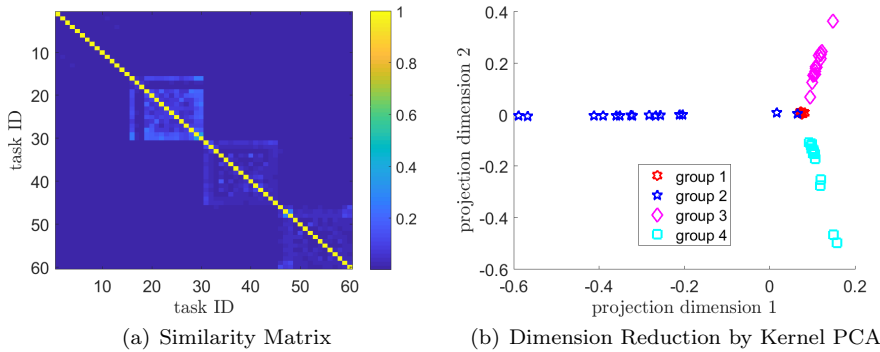 1
0.8
0.6
0.4
0.2
10
20
30
40
50
60
10 20 30 40 50 60
task ID
task ID
(a) Similarity Matrix
0.4
0.2
0
-0.2
-0.4
-0.6
-0.6 -0.4 -0.2 0 0.2
projection dimension 2
projection dimension 1
group 1
group 2
group 3
group 4
(b) Dimension Reduction by Kernel PCA